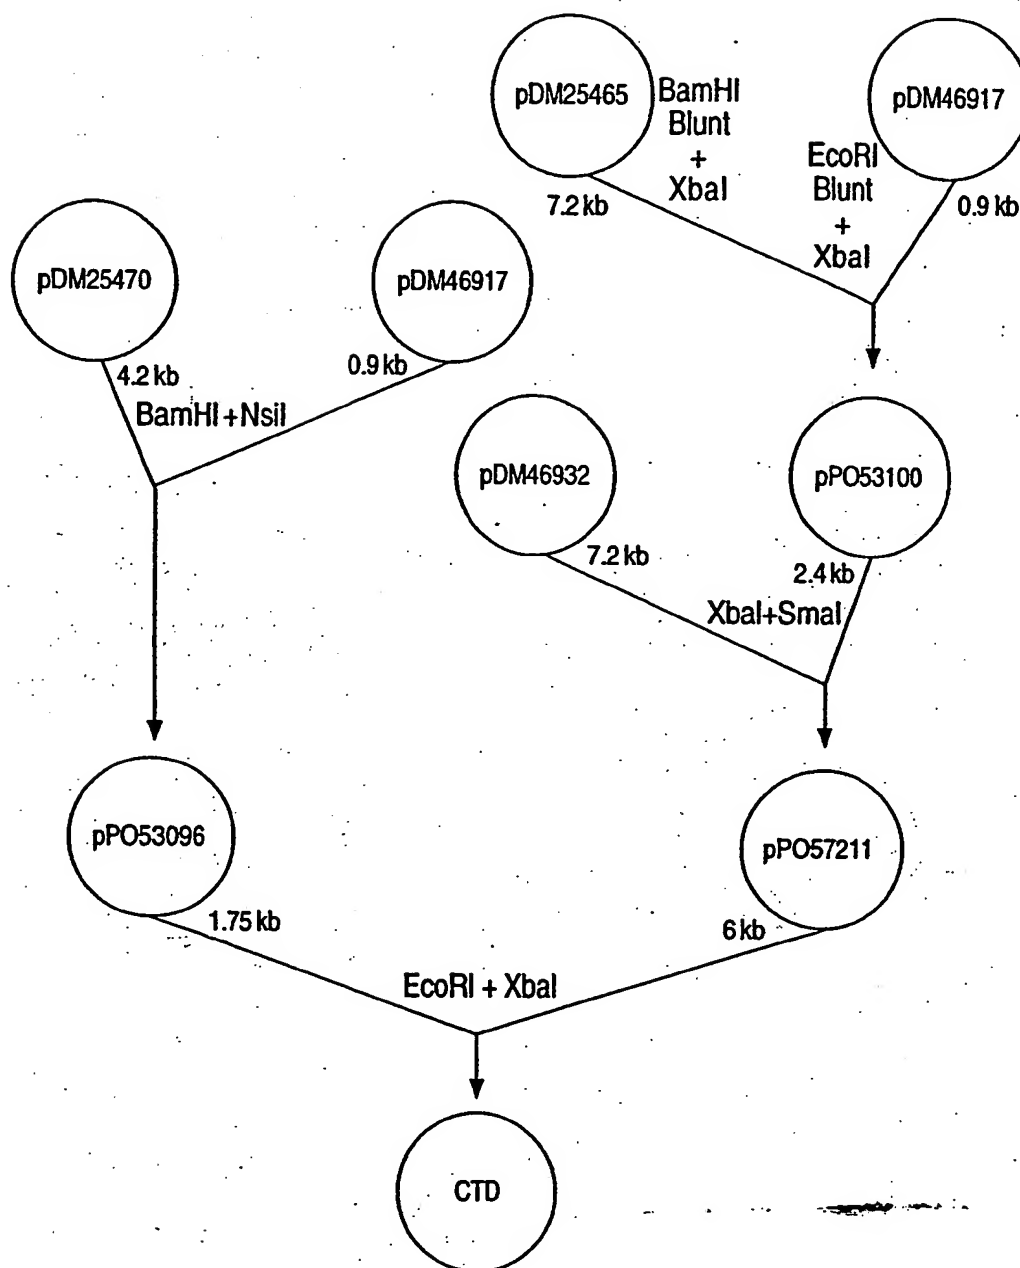 pDM25465
BamHI
Blunt
+
XbaI
7.2 kb
pDM46917
EcoRI
Blunt
+
XbaI
0.9 kb
pDM25470
4.2 kb
pDM46917
0.9 kb
BamHI +NsiI
pDM46932
7.2 kb
pPO53100
2.4 kb
XbaI+SmaI
pPO53096
1.75 kb
pPO57211
6 kb
EcoRI + XbaI
CTD